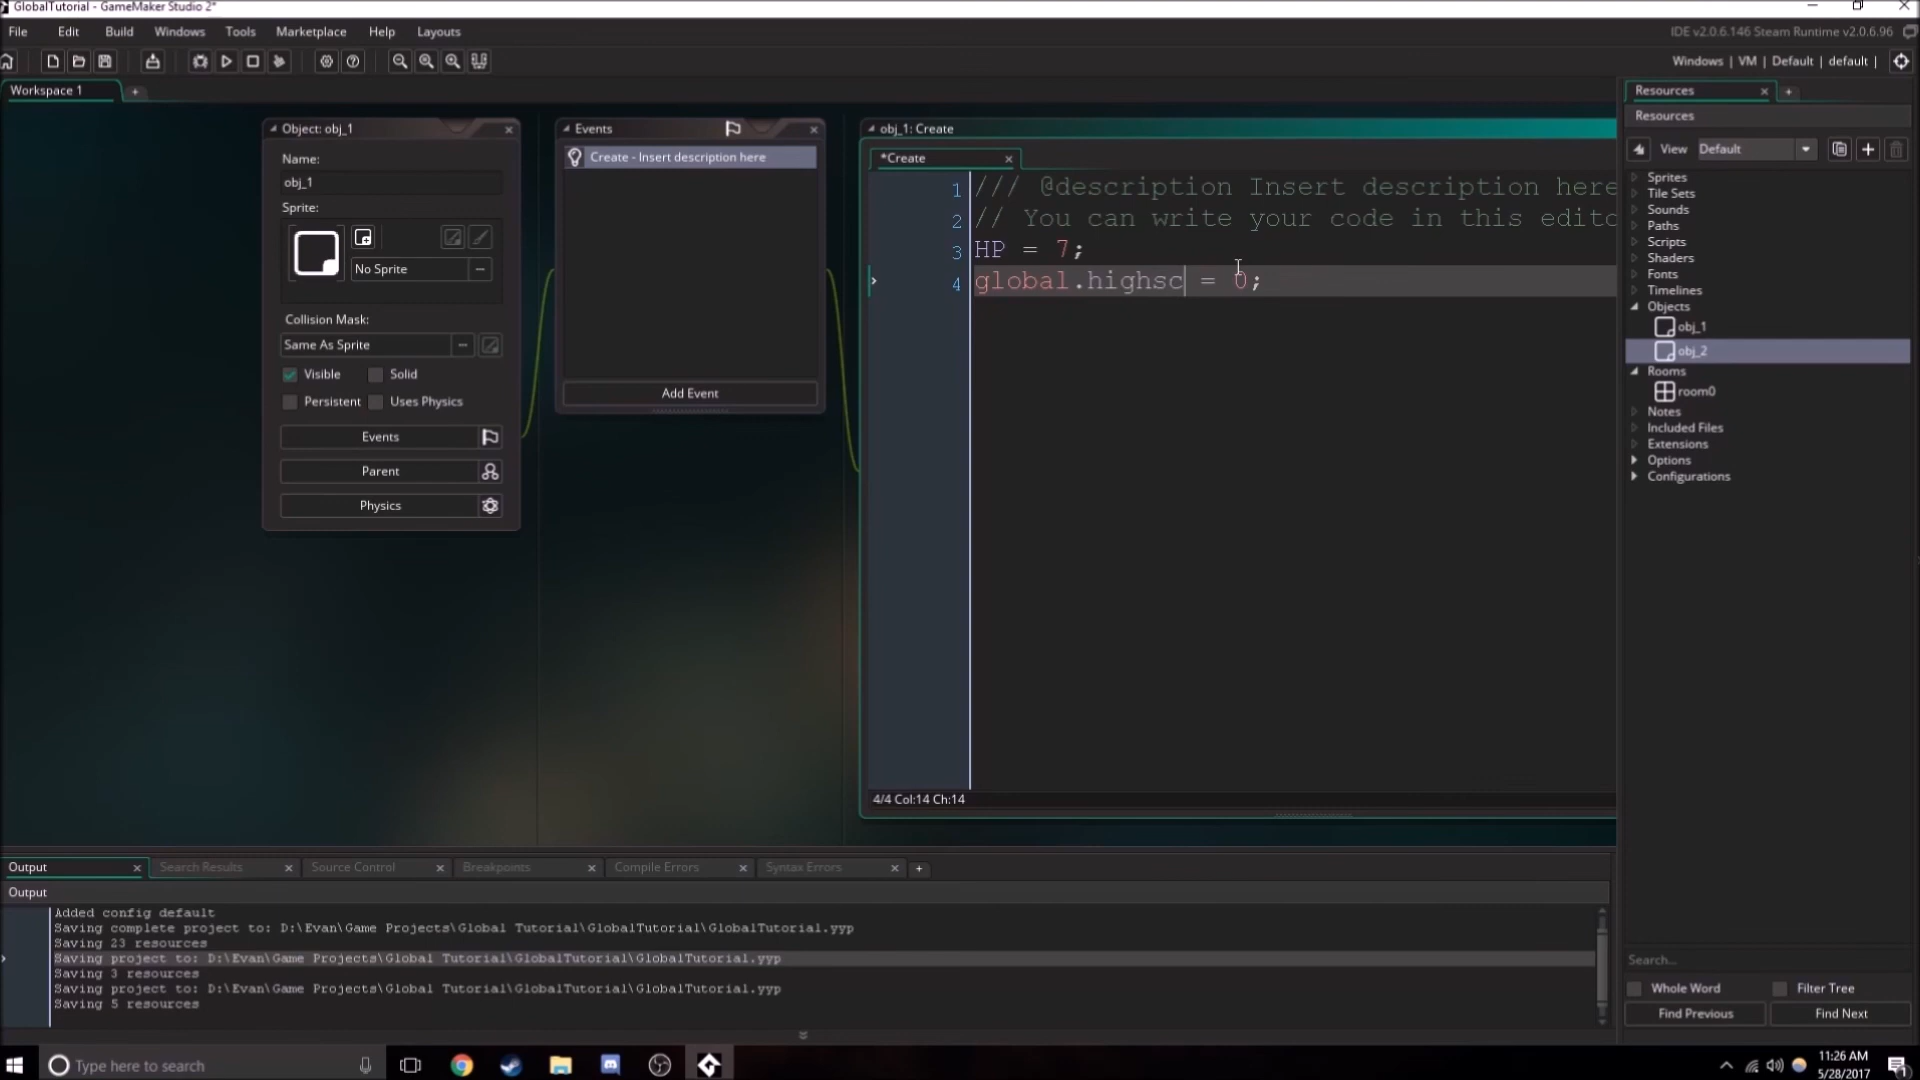 GlobalTutorial - GameMaker Studio 2*
File Edit Build Windows Tools Marketplace Help Layouts
IDE v2.0.6.146 Steam Runtime v2.0.6.96
Windows | VM | Default | default |
Workspace 1
Object: obj_1
Name:
obj_1
Sprite:
No Sprite
Collision Mask:
Same As Sprite
Visible Solid
Persistent Uses Physics
Events
Parent
Physics
Events
Create - Insert description here
Add Event
obj_1: Create
*Create
1 /// @description Insert description here
2 // You can write your code in this edito
3 HP = 7;
4 global.highsc = 0;
4/4 Col:14 Ch:14
Resources
Resources
View Default
Sprites
Tile Sets
Sounds
Paths
Scripts
Shaders
Fonts
Timelines
Objects
obj_1
obj_2
Rooms
room0
Notes
Included Files
Extensions
Options
Configurations
Search...
Whole Word Filter Tree
Find Previous Find Next
Output Search Results Source Control Breakpoints Compile Errors Syntax Errors
Output
Added config default
Saving complete project to: D:\Evan\Game Projects\Global Tutorial\GlobalTutorial\GlobalTutorial.yyp
Saving 23 resources
Saving project to: D:\Evan\Game Projects\Global Tutorial\GlobalTutorial\GlobalTutorial.yyp
Saving 3 resources
Saving project to: D:\Evan\Game Projects\Global Tutorial\GlobalTutorial\GlobalTutorial.yyp
Saving 5 resources
Type here to search
11:26 AM
5/28/2017
1